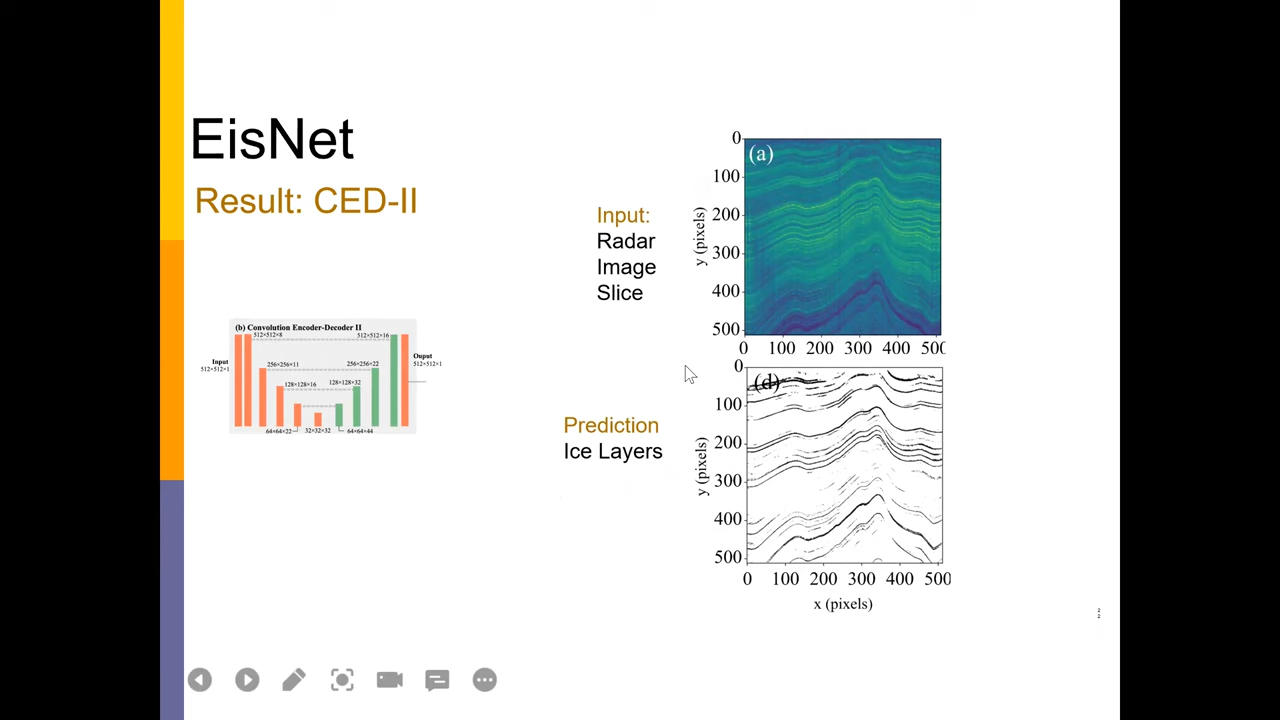 EisNet
Result: CED-II
(b) Convolution Encoder-Decoder II
512×512×8
512×512×16
Input
512×512×1
Ouput
512×512×1
256×256×11
256×256×22
128×128×16
128×128×32
64×64×22
32×32×32
64×64×44
Input:
Radar
Image
Slice
(a)
0
100
200
300
400
500
y (pixels)
0 100 200 300 400 500
Prediction
Ice Layers
(d)
0
100
200
300
400
500
y (pixels)
0 100 200 300 400 500
x (pixels)